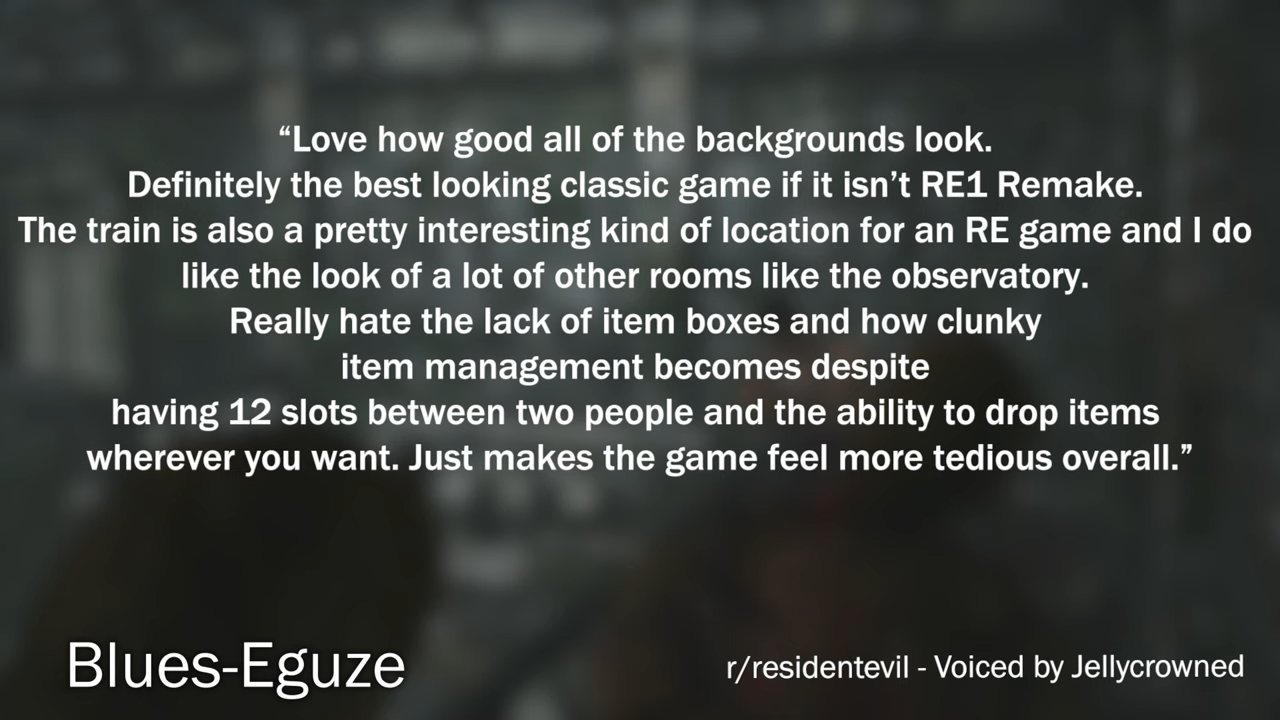 “Love how good all of the backgrounds look.
Definitely the best looking classic game if it isn’t RE1 Remake.
The train is also a pretty interesting kind of location for an RE game and I do
like the look of a lot of other rooms like the observatory.
Really hate the lack of item boxes and how clunky
item management becomes despite
having 12 slots between two people and the ability to drop items
wherever you want. Just makes the game feel more tedious overall.”
Blues-Eguze
r/residentevil - Voiced by Jellycrowned